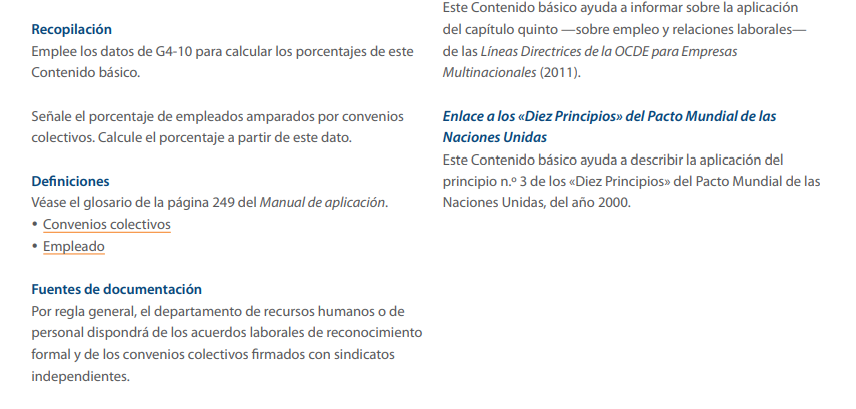 Recopilación
Emplee los datos de G4-10 para calcular los porcentajes de este
Contenido básico.
Señale el porcentaje de empleados amparados por convenios
colectivos. Calcule el porcentaje a partir de este dato.
Definiciones
Véase el glosario de la página 249 del Manual de aplicación.
• Convenios colectivos
• Empleado
Fuentes de documentación
Por regla general, el departamento de recursos humanos o de
personal dispondrá de los acuerdos laborales de reconocimiento
formal y de los convenios colectivos firmados con sindicatos
independientes.
Este Contenido básico ayuda a informar sobre la aplicación
del capítulo quinto —sobre empleo y relaciones laborales—
de las Líneas Directrices de la OCDE para Empresas
Multinacionales (2011).
Enlace a los «Diez Principios» del Pacto Mundial de las
Naciones Unidas
Este Contenido básico ayuda a describir la aplicación del
principio n.º 3 de los «Diez Principios» del Pacto Mundial de las
Naciones Unidas, del año 2000.